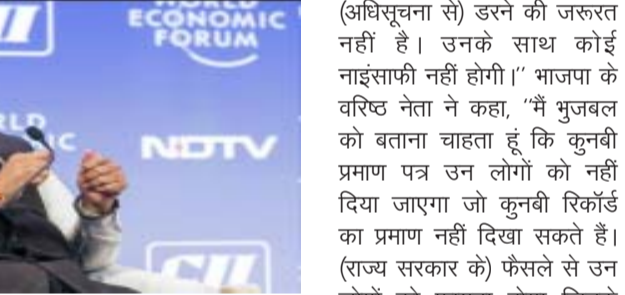 WORLD
ECONOMIC
FORUM
NDTV
CII
(अधिसूचना से) डरने की जरूरत
नहीं है। उनके साथ कोई
नाइंसाफी नहीं होगी।’’ भाजपा के
वरिष्ठ नेता ने कहा, ‘‘मैं भुजबल
को बताना चाहता हूं कि कुनबी
प्रमाण पत्र उन लोगों को नहीं
दिया जाएगा जो कुनबी रिकॉर्ड
का प्रमाण नहीं दिखा सकते हैं।
(राज्य सरकार के) फैसले से उन